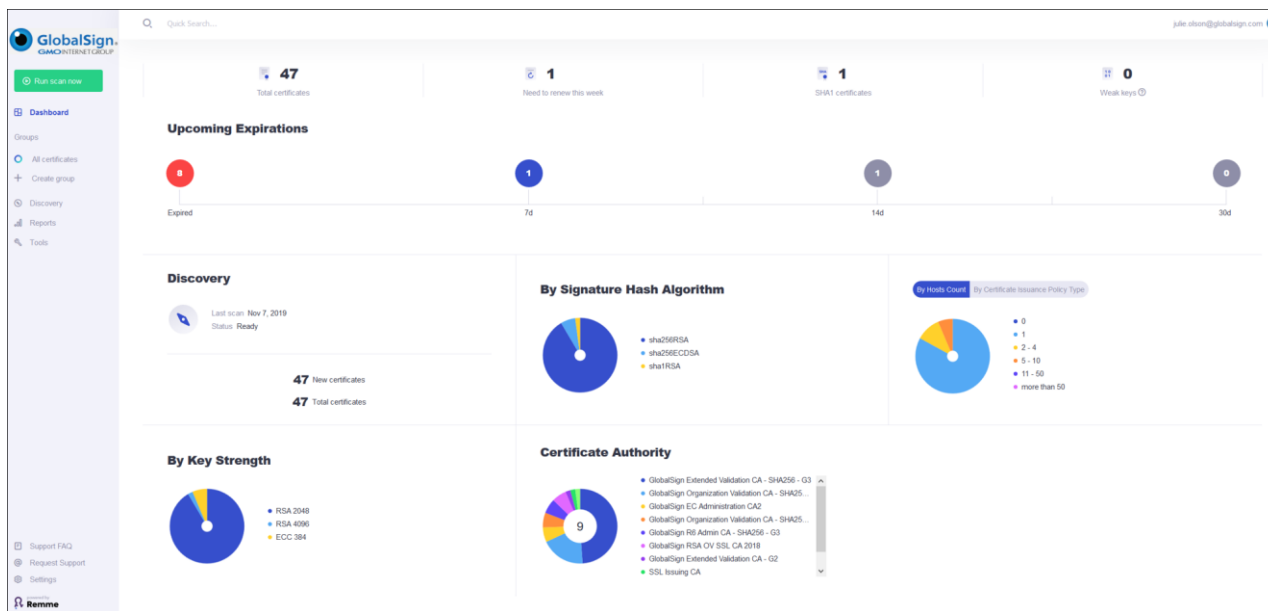 GlobalSign.
GMO INTERNET GROUP
Run scan now
Dashboard
Groups
All certificates
Create group
Discovery
Reports
Tools
Support FAQ
Request Support
Settings
powered by
Remme
Quick Search...
julie.olson@globalsign.com
47
Total certificates
1
Need to renew this week
1
SHA1 certificates
0
Weak keys
Upcoming Expirations
8 1 1 0
Expired 7d 14d 30d
Discovery
Last scan Nov 7, 2019
Status Ready
47 New certificates
47 Total certificates
By Signature Hash Algorithm
sha256RSA
sha256ECDSA
sha1RSA
By Hosts Count By Certificate Issuance Policy Type
0
1
2 - 4
5 - 10
11 - 50
more than 50
By Key Strength
RSA 2048
RSA 4096
ECC 384
Certificate Authority
9
GlobalSign Extended Validation CA - SHA256 - G3
GlobalSign Organization Validation CA - SHA25...
GlobalSign EC Administration CA2
GlobalSign Organization Validation CA - SHA25...
GlobalSign R6 Admin CA - SHA256 - G3
GlobalSign RSA OV SSL CA 2018
GlobalSign Extended Validation CA - G2
SSL Issuing CA